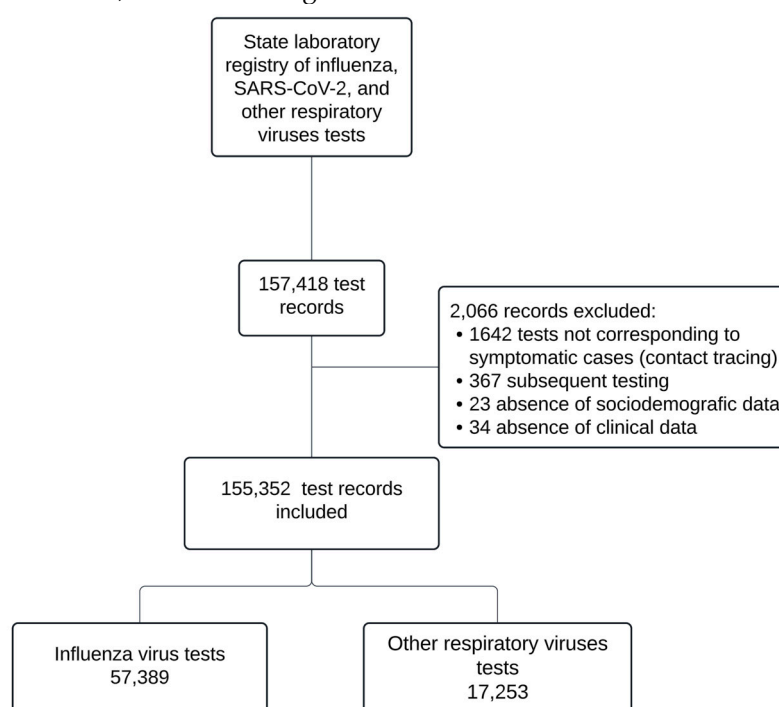 State laboratory
registry of influenza,
SARS-CoV-2, and
other respiratory
viruses tests
157,418 test
records
2,066 records excluded:
• 1642 tests not corresponding to
symptomatic cases (contact tracing)
• 367 subsequent testing
• 23 absence of sociodemografic data
• 34 absence of clinical data
155,352 test records
included
Influenza virus tests
57,389
Other respiratory viruses
tests
17,253